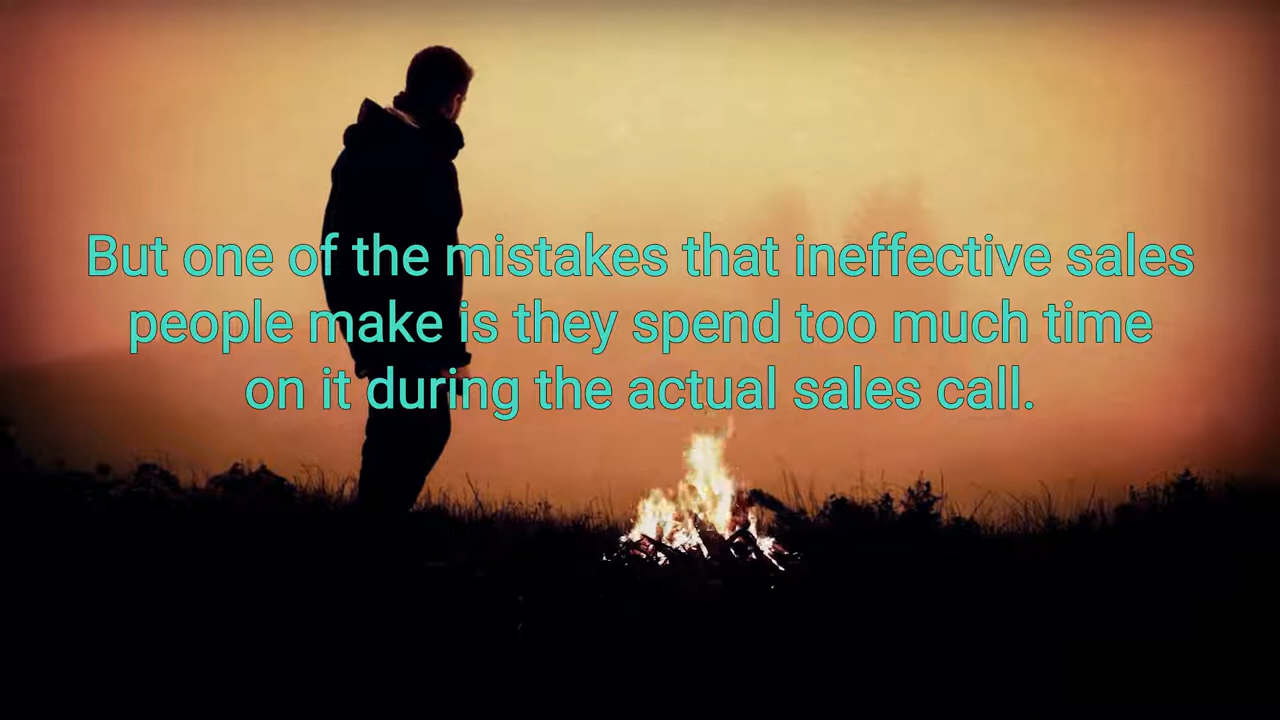 But one of the mistakes that ineffective sales
people make is they spend too much time
on it during the actual sales call.